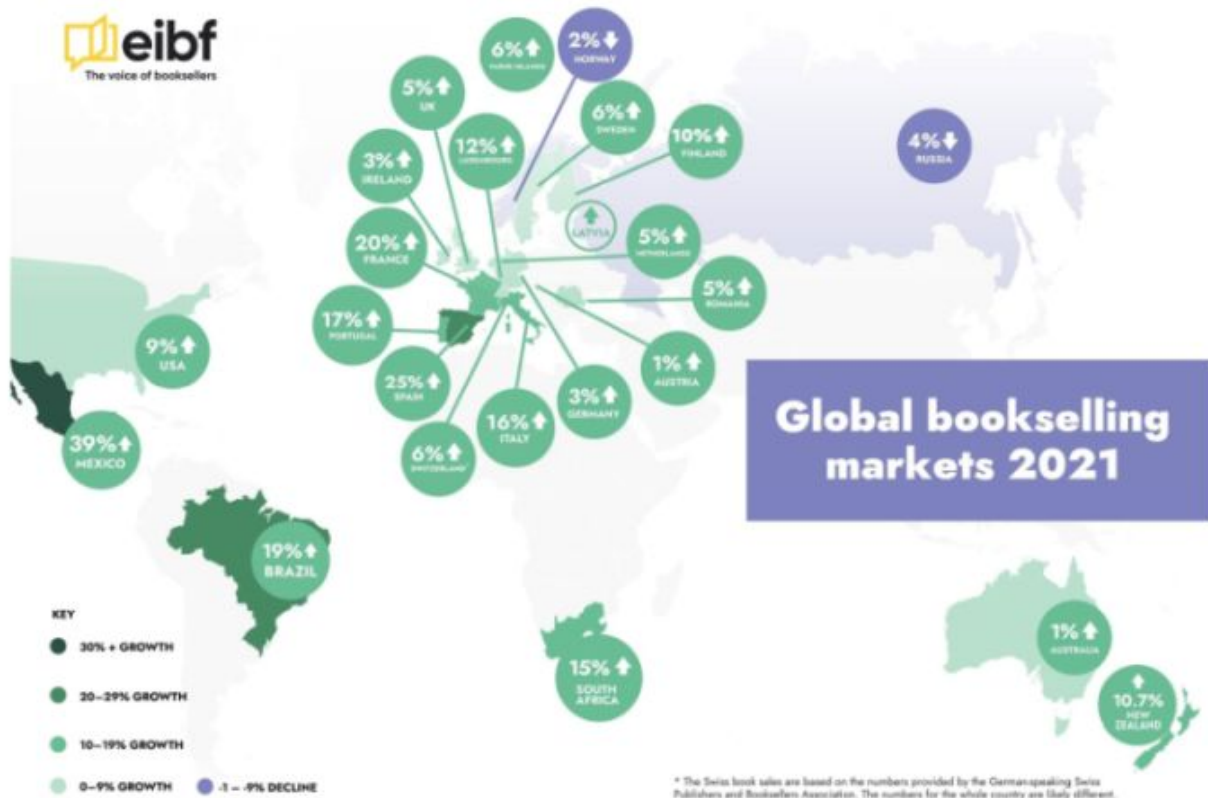 eibf
The voice of booksellers
6%
FAROE ISLANDS
2%
NORWAY
5%
UK
6%
SWEDEN
12%
LUXEMBOURG
10%
FINLAND
4%
RUSSIA
3%
IRELAND
LATVIA
20%
FRANCE
5%
NETHERLANDS
5%
ROMANIA
17%
PORTUGAL
9%
USA
1%
AUSTRIA
25%
SPAIN
3%
GERMANY
16%
ITALY
6%
SWITZERLAND*
39%
MEXICO
Global bookselling
markets 2021
19%
BRAZIL
KEY
30% + GROWTH
20–29% GROWTH
10–19% GROWTH
0–9% GROWTH
-1 – -9% DECLINE
15%
SOUTH
AFRICA
1%
AUSTRALIA
10.7%
NEW
ZEALAND
* The Swiss book sales are based on the numbers provided by the German-speaking Swiss
Publishers and Booksellers Association. The numbers for the whole country are likely different.